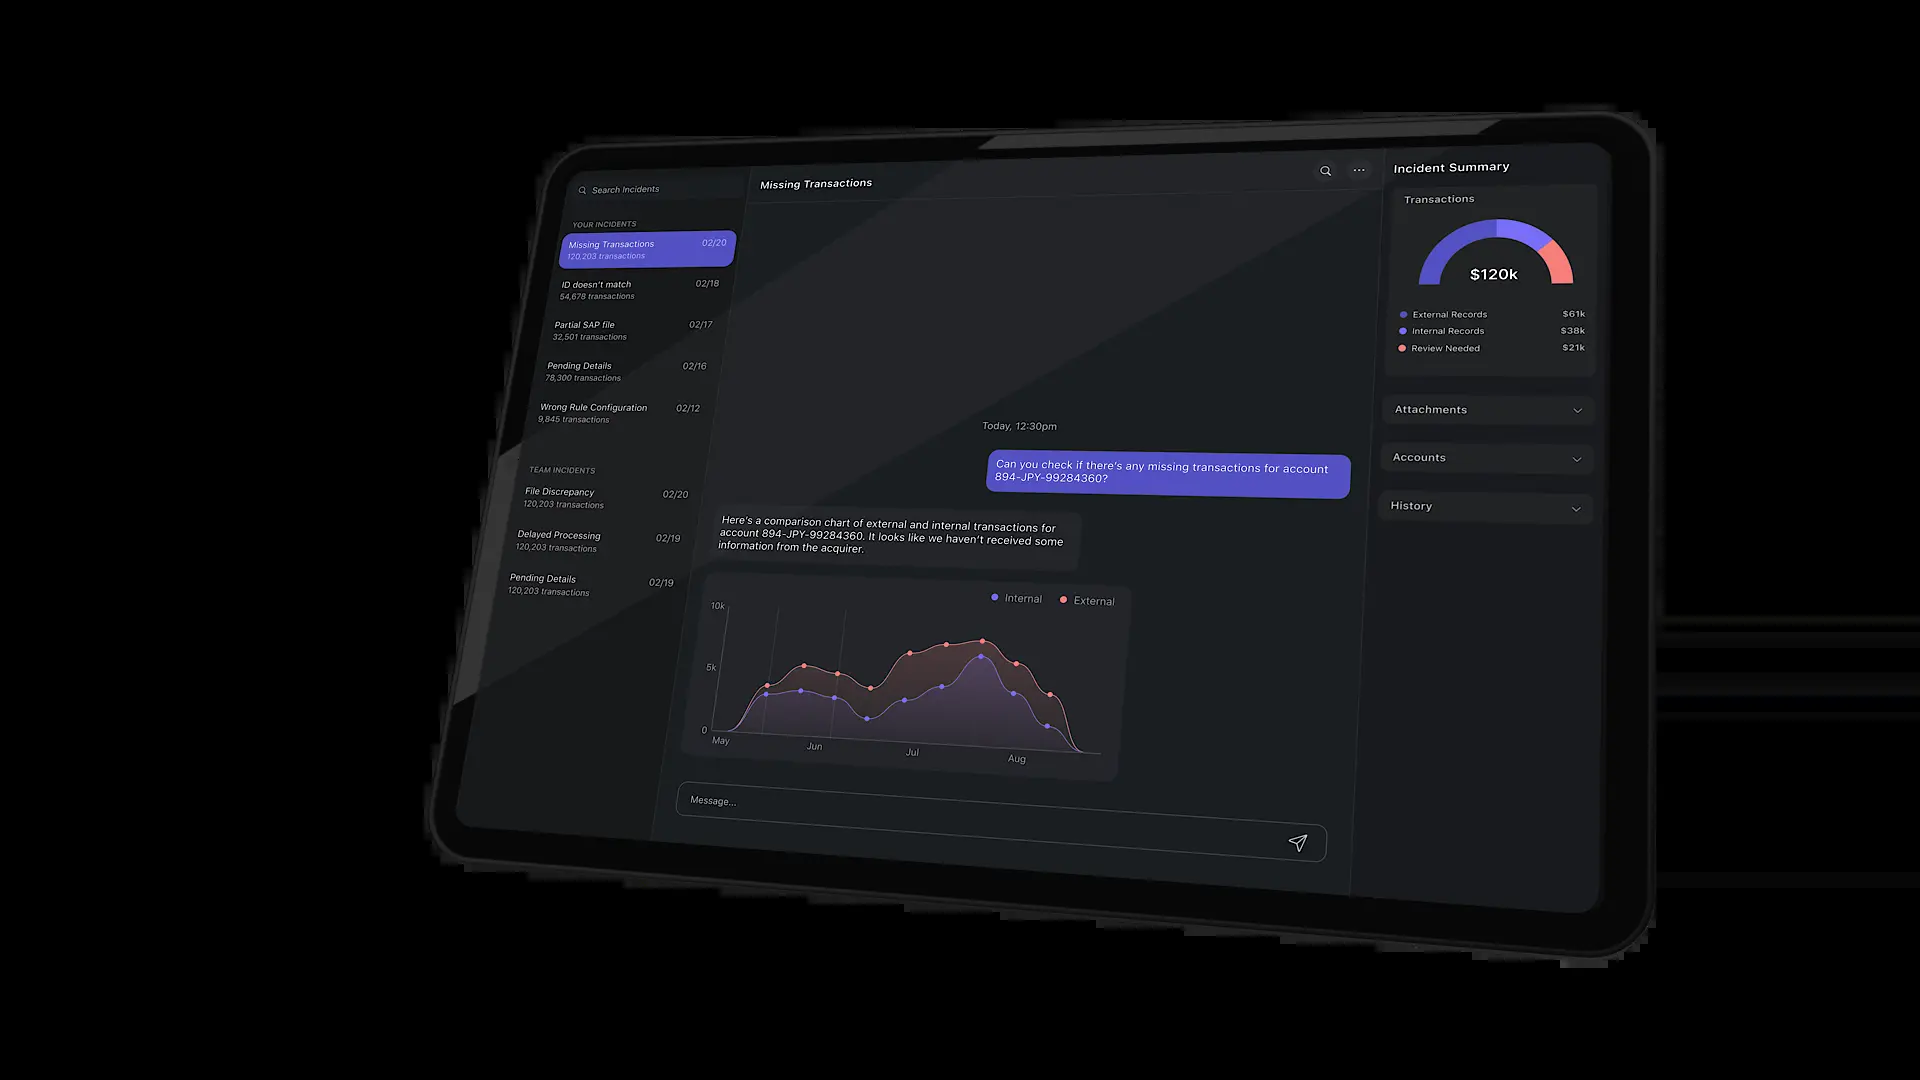 Search Incidents
YOUR INCIDENTS
Missing Transactions 02/20
120,203 transactions
ID doesn't match 02/18
54,678 transactions
Partial SAP file 02/17
32,501 transactions
Pending Details 02/16
78,300 transactions
Wrong Rule Configuration 02/12
9,845 transactions
TEAM INCIDENTS
File Discrepancy 02/20
120,203 transactions
Delayed Processing 02/19
120,203 transactions
Pending Details 02/19
120,203 transactions
Missing Transactions
Today, 12:30pm
Can you check if there's any missing transactions for account
894-JPY-99284360?
Here's a comparison chart of external and internal transactions for
account 894-JPY-99284360. It looks like we haven't received some
information from the acquirer.
Internal External
10k
5k
0
May Jun Jul Aug
Message...
Incident Summary
Transactions
$120k
External Records $61k
Internal Records $38k
Review Needed $21k
Attachments
Accounts
History